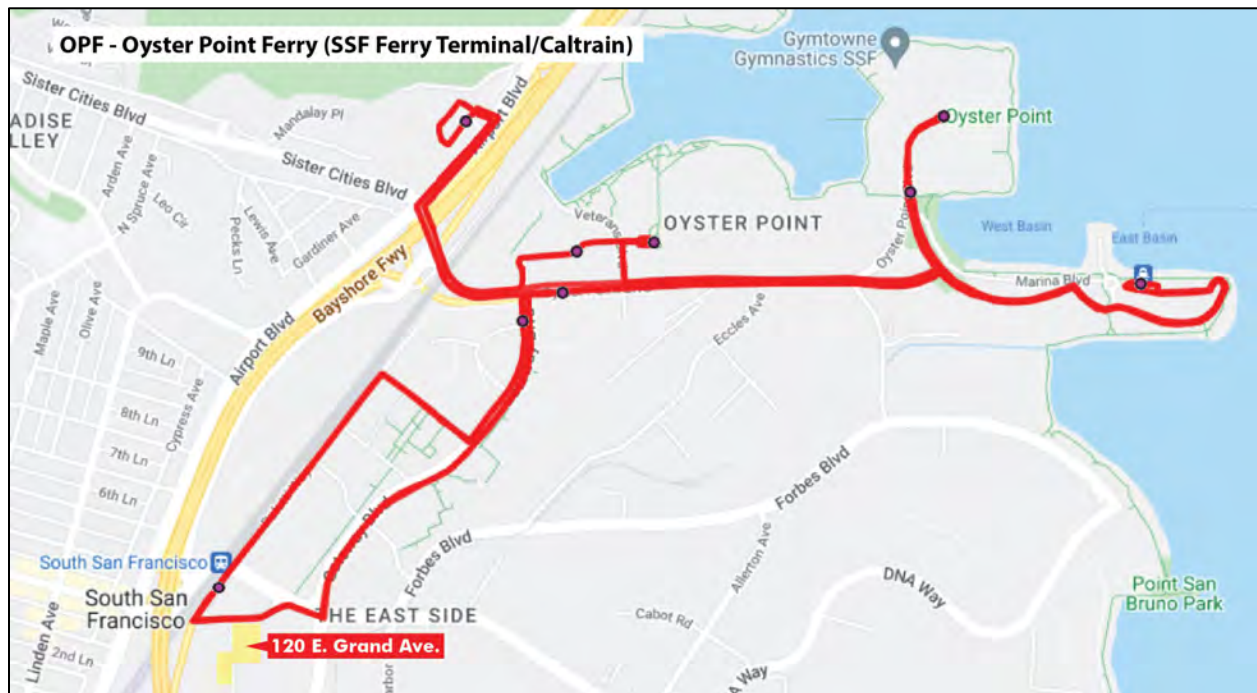 OPF - Oyster Point Ferry (SSF Ferry Terminal/Caltrain)
Gymtowne
Gymnastics SSF
Sister Cities Blvd
Mandalay Pl
Airport Blvd
ADISE
LLEY
Arden Ave
N Spruce Ave
Leo Cir
Pecks Ln
Lewis Ave
Gardiner Ave
Sister Cities Blvd
Oyster Point
Veterans
OYSTER POINT
Oyster Point
West Basin
East Basin
Marina Blvd
Bayshore Fwy
Airport Blvd
Maple Ave
Olive Ave
9th Ln
8th Ln
7th Ln
6th Ln
Cypress Ave
Eccles Ave
Forbes Blvd
Forbes Blvd
Allerton Ave
DNA Way
Cabot Rd
Point San
Bruno Park
South San Francisco
South San
Francisco
THE EAST SIDE
120 E. Grand Ave.
Linden Ave
2nd Ln
A Way